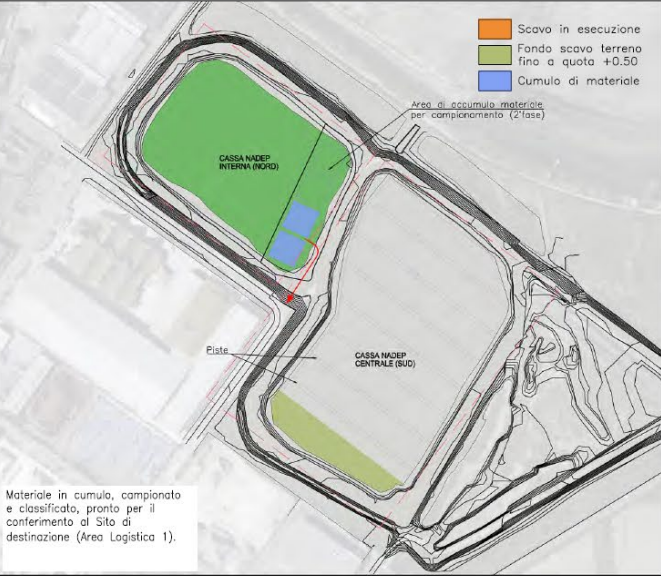 Scavo in esecuzione
Fondo scavo terreno
fino a quota +0.50
Cumulo di materiale
Area di accumulo materiale
per campionamento (2°fase)
CASSA NADEP
INTERNA (NORD)
Piste
CASSA NADEP
CENTRALE (SUD)
Materiale in cumulo, campionato
e classificato, pronto per il
conferimento al Sito di
destinazione (Area Logistica 1).